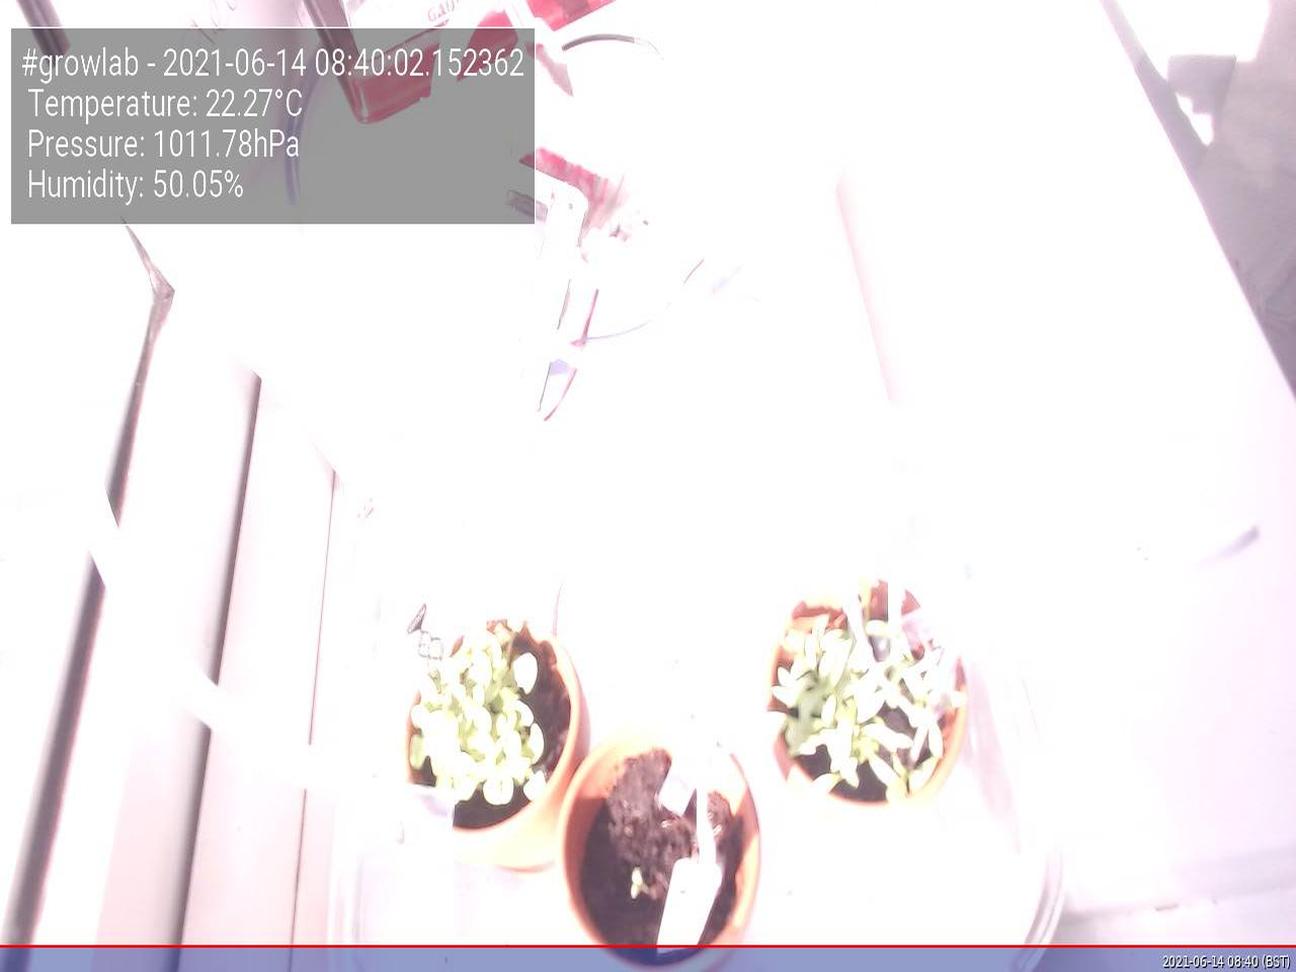 #growlab - 2021-06-14 08:40:02.152362
Temperature: 22.27°C
Pressure: 1011.78hPa
Humidity: 50.05%
2021-06-14 08:40 (BST)